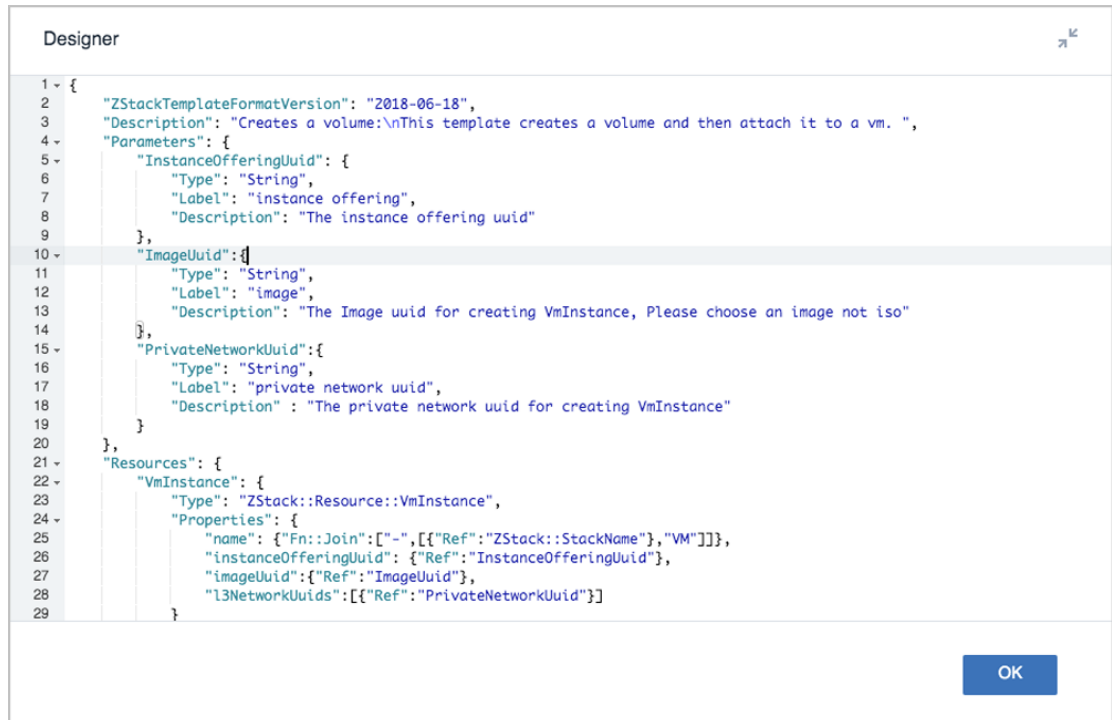 Designer
1 {
2 "ZStackTemplateFormatVersion": "2018-06-18",
3 "Description": "Creates a volume:\nThis template creates a volume and then attach it to a vm. ",
4 "Parameters": {
5 "InstanceOfferingUuid": {
6 "Type": "String",
7 "Label": "instance offering",
8 "Description": "The instance offering uuid"
9 },
10 "ImageUuid":{
11 "Type": "String",
12 "Label": "image",
13 "Description": "The Image uuid for creating VmInstance, Please choose an image not iso"
14 },
15 "PrivateNetworkUuid":{
16 "Type": "String",
17 "Label": "private network uuid",
18 "Description" : "The private network uuid for creating VmInstance"
19 }
20 },
21 "Resources": {
22 "VmInstance": {
23 "Type": "ZStack::Resource::VmInstance",
24 "Properties": {
25 "name": {"Fn::Join":["-",[{"Ref":"ZStack::StackName"},"VM"]]},
26 "instanceOfferingUuid": {"Ref":"InstanceOfferingUuid"},
27 "imageUuid":{"Ref":"ImageUuid"},
28 "l3NetworkUuids":[{"Ref":"PrivateNetworkUuid"}]
29 }
OK